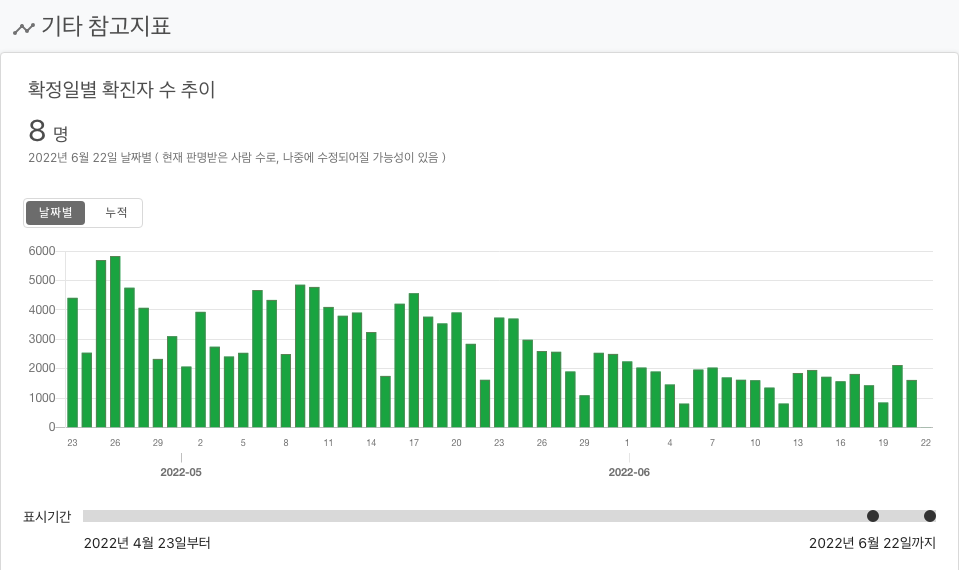 기타 참고지표
확정일별 확진자 수 추이
8 명
2022년 6월 22일 날짜별 ( 현재 판명받은 사람 수로, 나중에 수정되어질 가능성이 있음 )
날짜별 누적
6000
5000
4000
3000
2000
1000
0
23 26 29 2 5 8 11 14 17 20 23 26 29 1 4 7 10 13 16 19 22
2022-05 2022-06
표시기간
2022년 4월 23일부터 2022년 6월 22일까지